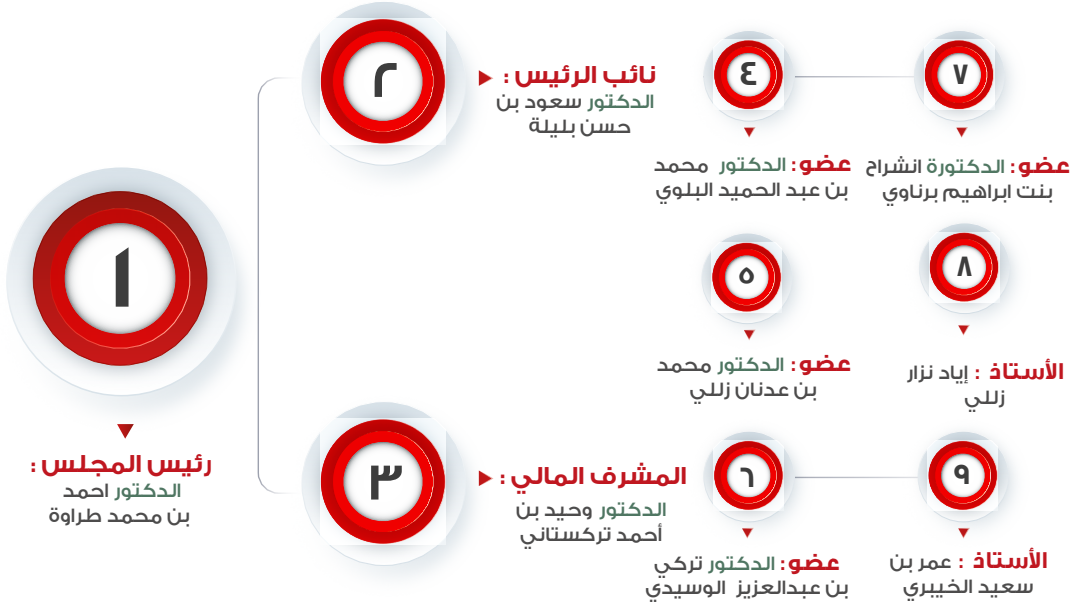 ١
رئيس المجلس :
الدكتور احمد
بن محمد طراوة
٢
نائب الرئيس :
الدكتور سعود بن
حسن بليلة
٣
المشرف المالي :
الدكتور وحيد بن
أحمد تركستاني
٤
عضو: الدكتور محمد
بن عبد الحميد البلوي
٥
عضو: الدكتور محمد
بن عدنان زللي
٦
عضو: الدكتور تركي
بن عبدالعزيز الوسيدي
٧
عضو: الدكتورة انشراح
بنت ابراهيم برناوي
٨
الأستاذ : إياد نزار
زللي
٩
الأستاذ : عمر بن
سعيد الخيبري